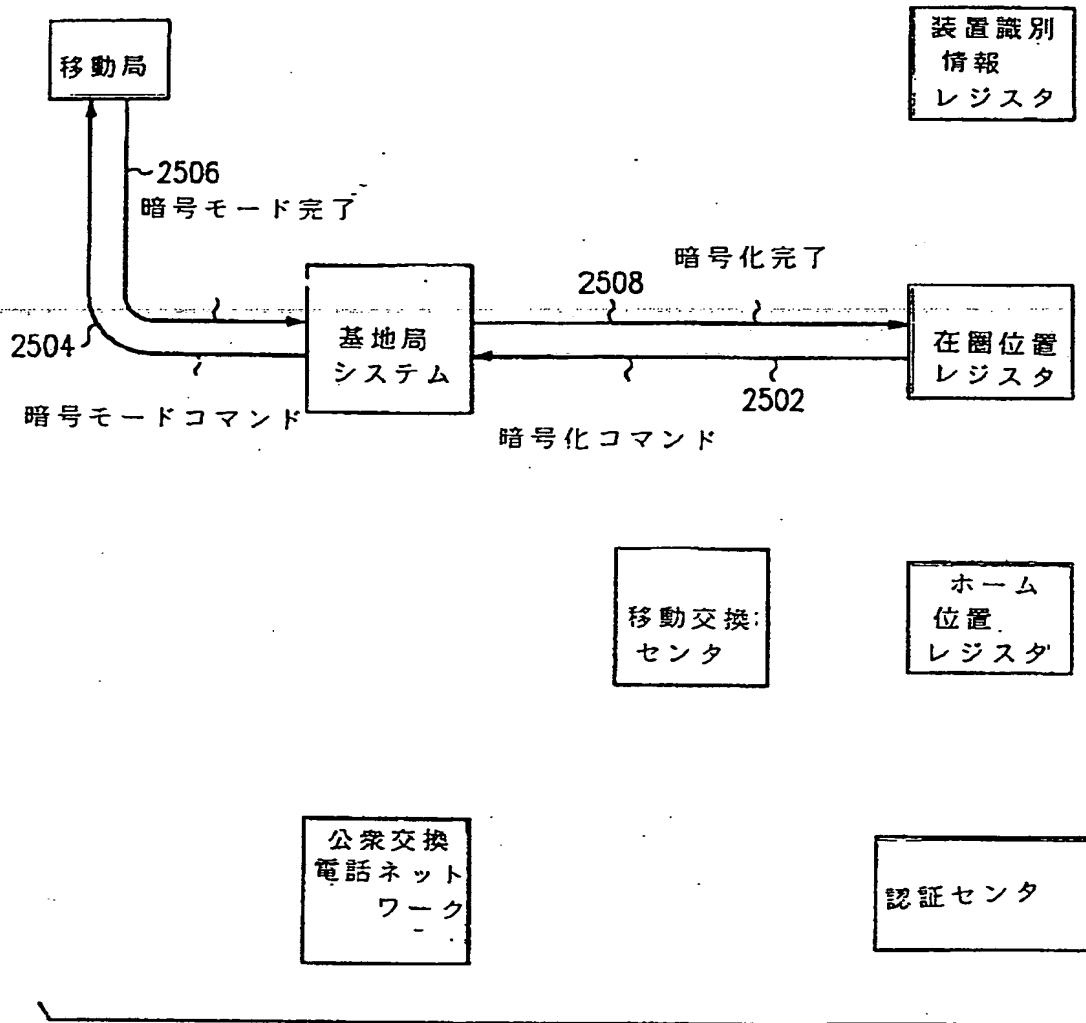 移動局
装置識別
情報
レジスタ
2506
暗号モード完了
暗号化完了
2508
2504
基地局
システム
在圏位置
レジスタ
2502
暗号モードコマンド
暗号化コマンド
移動交換
センタ
ホーム
位置
レジスタ
公衆交換
電話ネット
ワーク
認証センタ